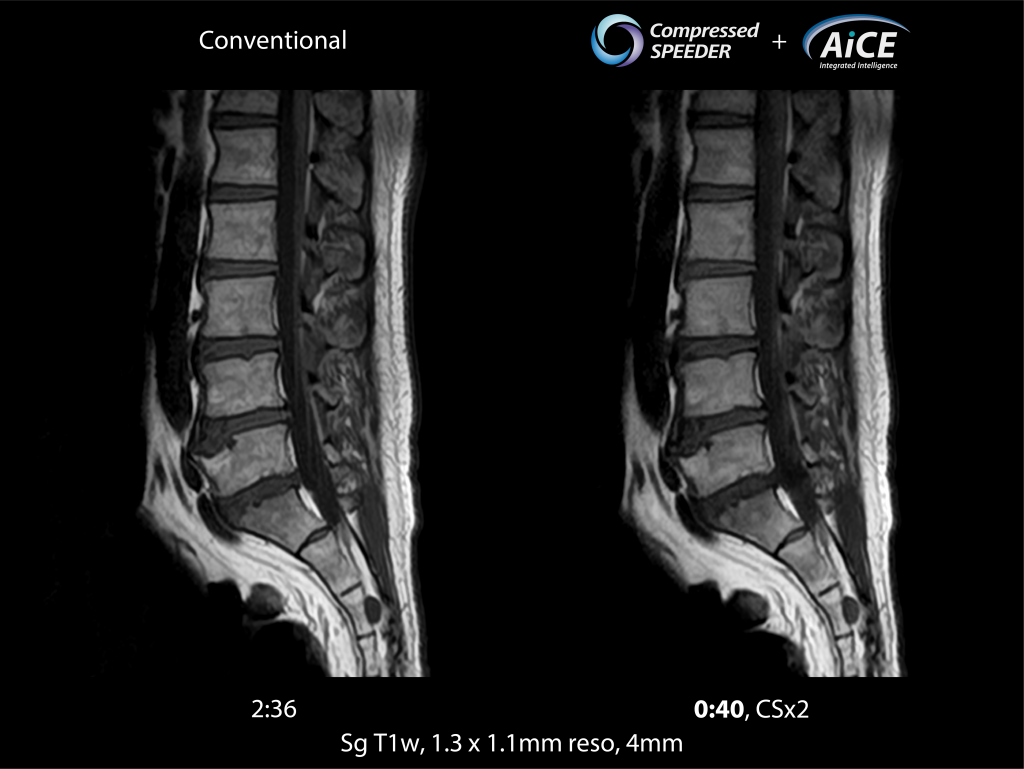 Conventional
Compressed
SPEEDER
+
AiCE
Integrated Intelligence
2:36
0:40, CSx2
Sg T1w, 1.3 x 1.1mm reso, 4mm